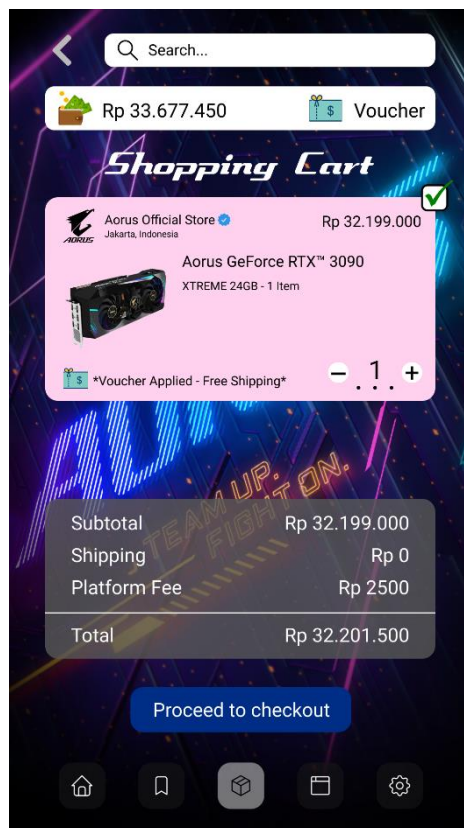 Search...
Rp 33.677.450
$ Voucher
Shopping Cart
Aorus Official Store Rp 32.199.000
AORUS Jakarta, Indonesia
Aorus GeForce RTX™ 3090
XTREME 24GB - 1 Item
$ *Voucher Applied - Free Shipping* 1
TEAM UP.
FIGHT ON.
Subtotal Rp 32.199.000
Shipping Rp 0
Platform Fee Rp 2500
Total Rp 32.201.500
Proceed to checkout